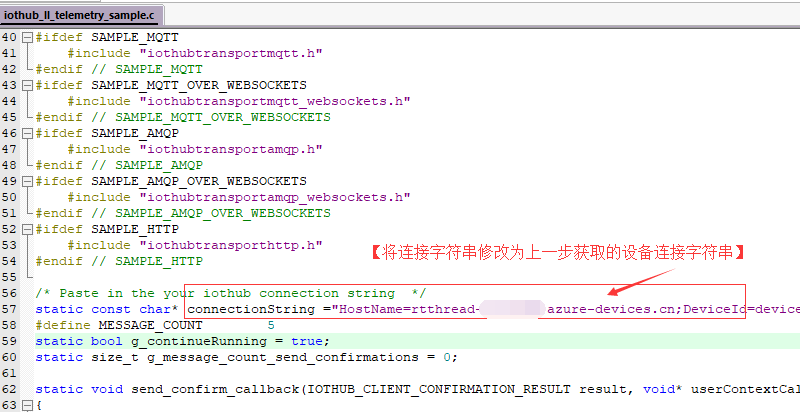 iothub_ll_telemetry_sample.c
40 #ifdef SAMPLE_MQTT
41 #include "iothubtransportmqtt.h"
42 #endif // SAMPLE_MQTT
43 #ifdef SAMPLE_MQTT_OVER_WEBSOCKETS
44 #include "iothubtransportmqtt_websockets.h"
45 #endif // SAMPLE_MQTT_OVER_WEBSOCKETS
46 #ifdef SAMPLE_AMQP
47 #include "iothubtransportamqp.h"
48 #endif // SAMPLE_AMQP
49 #ifdef SAMPLE_AMQP_OVER_WEBSOCKETS
50 #include "iothubtransportamqp_websockets.h"
51 #endif // SAMPLE_AMQP_OVER_WEBSOCKETS
52 #ifdef SAMPLE_HTTP
53 #include "iothubtransporthttp.h"
【将连接字符串修改为上一步获取的设备连接字符串】
54 #endif // SAMPLE_HTTP
55
56 /* Paste in the your iothub connection string */
57 static const char* connectionString ="HostName=rtthread- azure-devices.cn;DeviceId=device
58 #define MESSAGE_COUNT 5
59 static bool g_continueRunning = true;
60 static size_t g_message_count_send_confirmations = 0;
61
62 static void send_confirm_callback(IOTHUB_CLIENT_CONFIRMATION_RESULT result, void* userContextCal
63 {